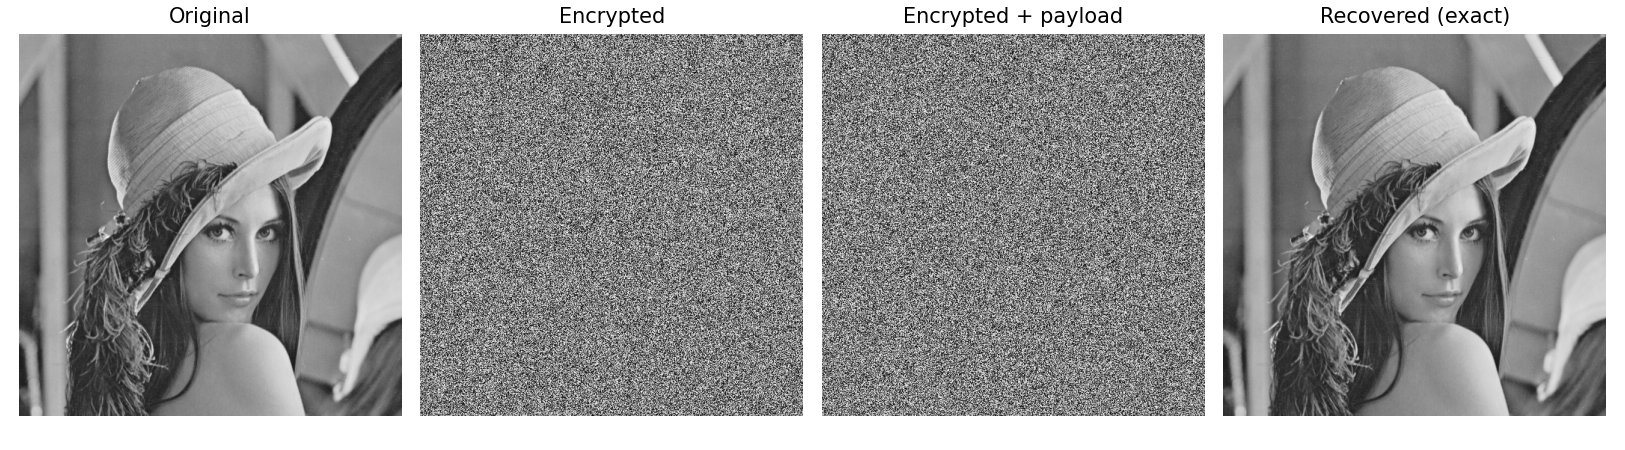 Original
Encrypted
Encrypted + payload
Recovered (exact)